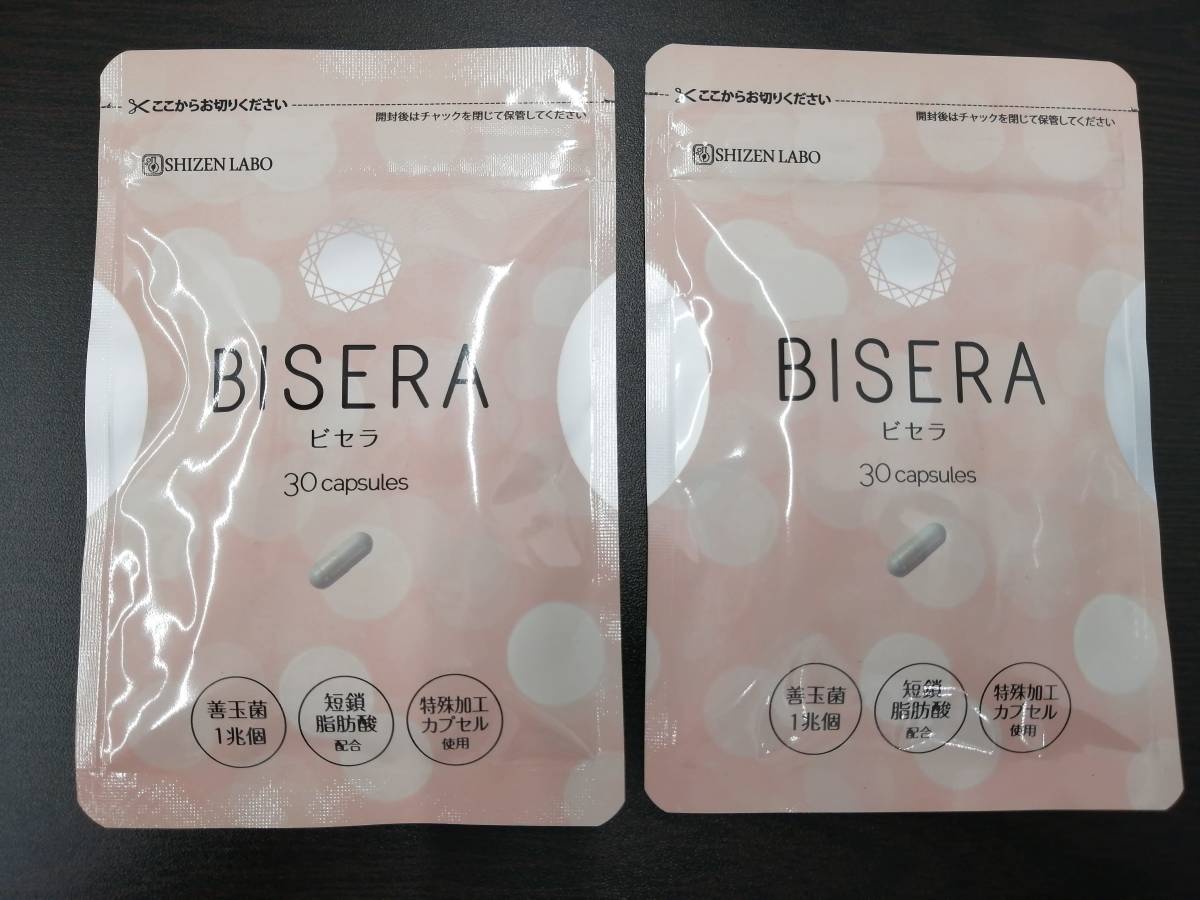 ここからお切りください
開封後はチャックを閉じて保管してください
SHIZEN LABO
BISERA
ビセラ
30 capsules
善玉菌
1兆個
短鎖
脂肪酸
配合
特殊加工
カプセル
使用
ここからお切りください
開封後はチャックを閉じて保管してください
SHIZEN LABO
BISERA
ビセラ
30 capsules
善玉菌
1兆個
短鎖
脂肪酸
配合
特殊加工
カプセル
使用